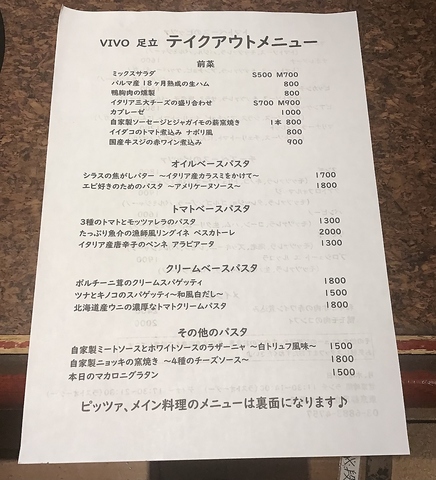 VIVO 足立 テイクアウトメニュー
前菜
ミックスサラダ S500 M700
パルマ産 18ヶ月熟成の生ハム 800
鴨胸肉の燻製 800
イタリア三大チーズの盛り合わせ S700 M900
カプレーゼ 1000
自家製ソーセージとジャガイモの薪窯焼き 1本 800
イイダコのトマト煮込み ナポリ風 800
国産牛スジの赤ワイン煮込み 900
オイルベースパスタ
シラスの焦がしバター ～イタリア産カラスミをかけて～ 1700
エビ好きのためのパスタ ～アメリケーヌソース～ 1800
トマトベースパスタ
3種のトマトとモッツァレラのパスタ 1300
たっぷり魚介の漁師風リングイネ ペスカトーレ 2000
イタリア産唐辛子のペンネ アラビアータ 1300
クリームベースパスタ
ポルチーニ茸のクリームスパゲッティ 1800
ツナとキノコのスパゲッティ～和風白だし～ 1500
北海道産ウニの濃厚なトマトクリームパスタ 1800
その他のパスタ
自家製ミートソースとホワイトソースのラザーニャ ～白トリュフ風味～ 1500
自家製ニョッキの窯焼き ～4種のチーズソース～ 1800
本日のマカロニグラタン 1500
ピッツァ、メイン料理のメニューは裏面になります♪